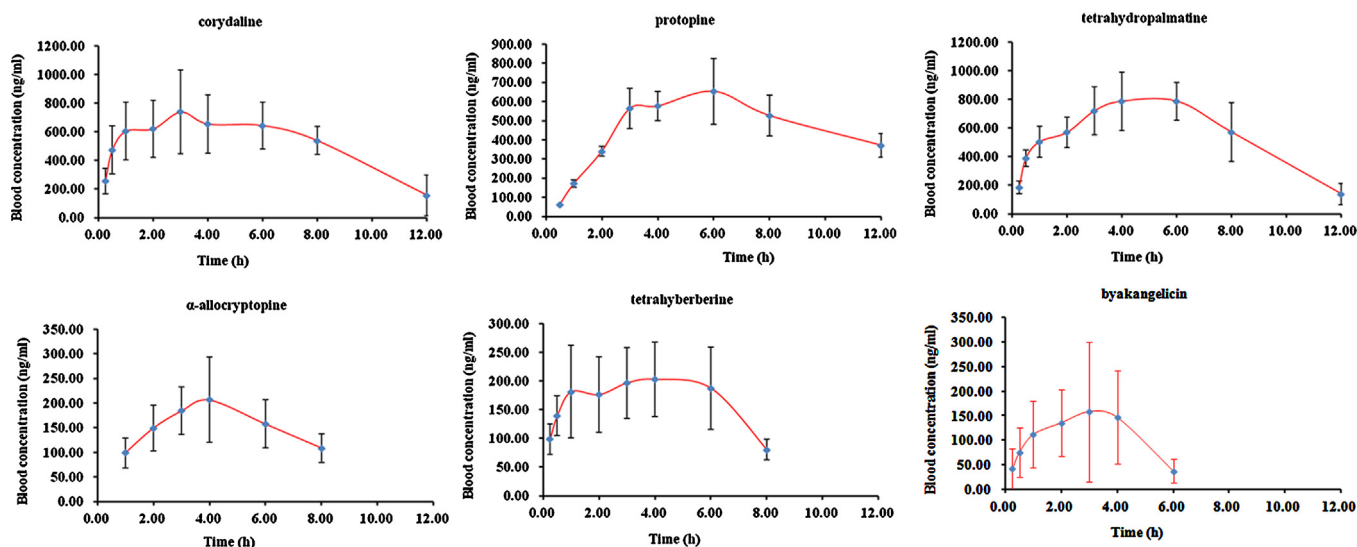 corydaline
1200.00
1000.00
800.00
600.00
400.00
200.00
0.00
Blood concentration (ng/ml)
0.00 2.00 4.00 6.00 8.00 10.00 12.00
Time (h)
protopine
900.00
800.00
700.00
600.00
500.00
400.00
300.00
200.00
100.00
0.00
Blood concentration (ng/ml)
0.00 2.00 4.00 6.00 8.00 10.00 12.00
Time (h)
tetrahydropalmatine
1200.00
1000.00
800.00
600.00
400.00
200.00
0.00
Blood concentration (ng/ml)
0.00 2.00 4.00 6.00 8.00 10.00 12.00
Time (h)
α-allocryptopine
350.00
300.00
250.00
200.00
150.00
100.00
50.00
0.00
Blood concentration (ng/ml)
0.00 2.00 4.00 6.00 8.00 10.00 12.00
Time (h)
tetrahyberberine
300.00
250.00
200.00
150.00
100.00
50.00
0.00
Blood concentration (ng/ml)
0.00 2.00 4.00 6.00 8.00 10.00 12.00
Time (h)
byakangelicin
350.00
300.00
250.00
200.00
150.00
100.00
50.00
0.00
Blood concentration (ng/ml)
0.00 2.00 4.00 6.00 8.00 10.00 12.00
Time (h)